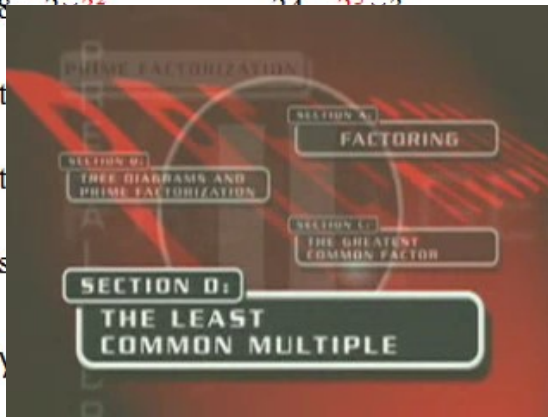 PRIME FACTORIZATION
SECTION A:
FACTORING
SECTION B:
TREE DIAGRAMS AND
PRIME FACTORIZATION
SECTION C:
THE GREATEST
COMMON FACTOR
SECTION D:
THE LEAST
COMMON MULTIPLE